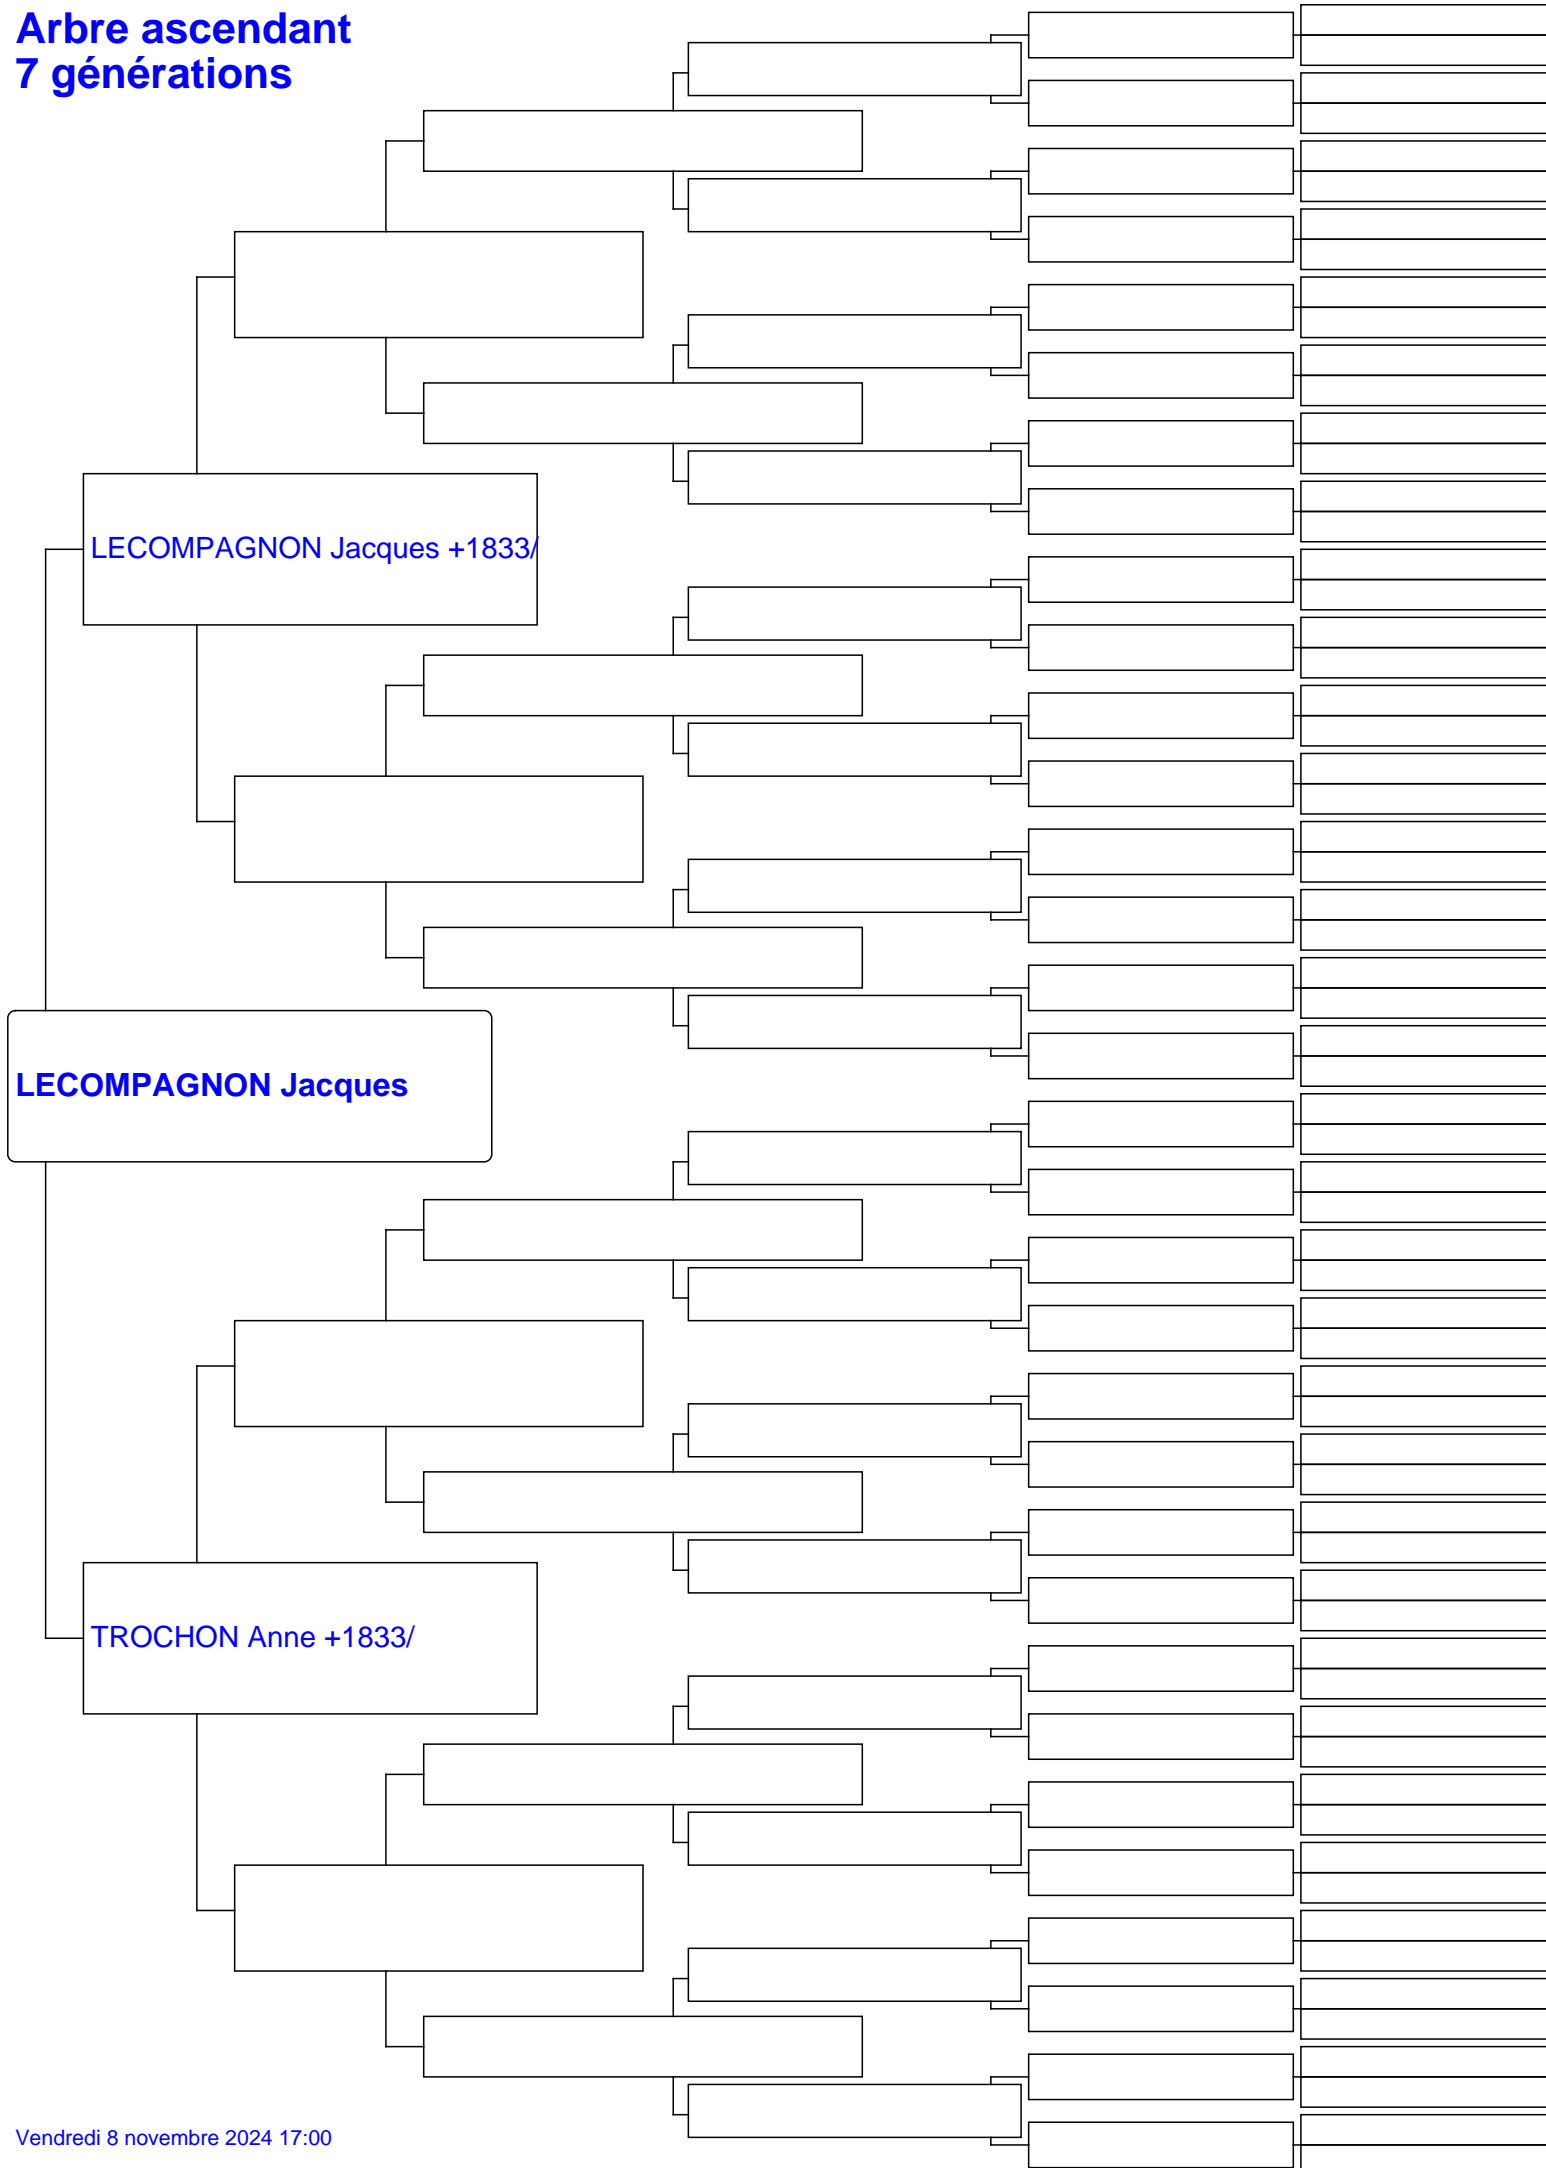 Arbre ascendant
7 générations
LECOMPAGNON Jacques +1833/
LECOMPAGNON Jacques
TROCHON Anne +1833/
Vendredi 8 novembre 2024 17:00